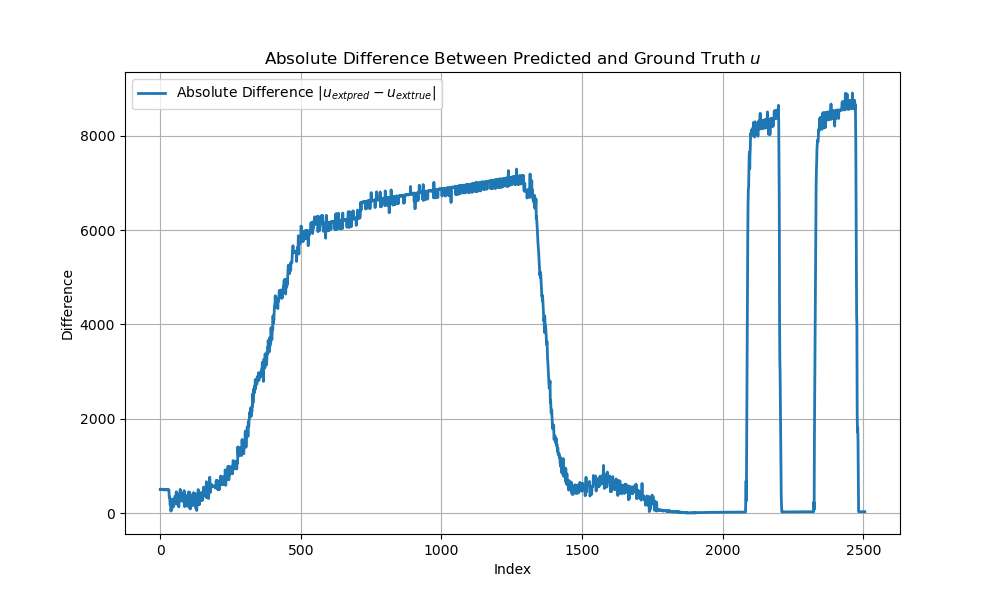 Absolute Difference Between Predicted and Ground Truth u
Absolute Difference |u_extpred − u_exttrue|
8000
6000
4000
2000
0
Difference
0 500 1000 1500 2000 2500
Index